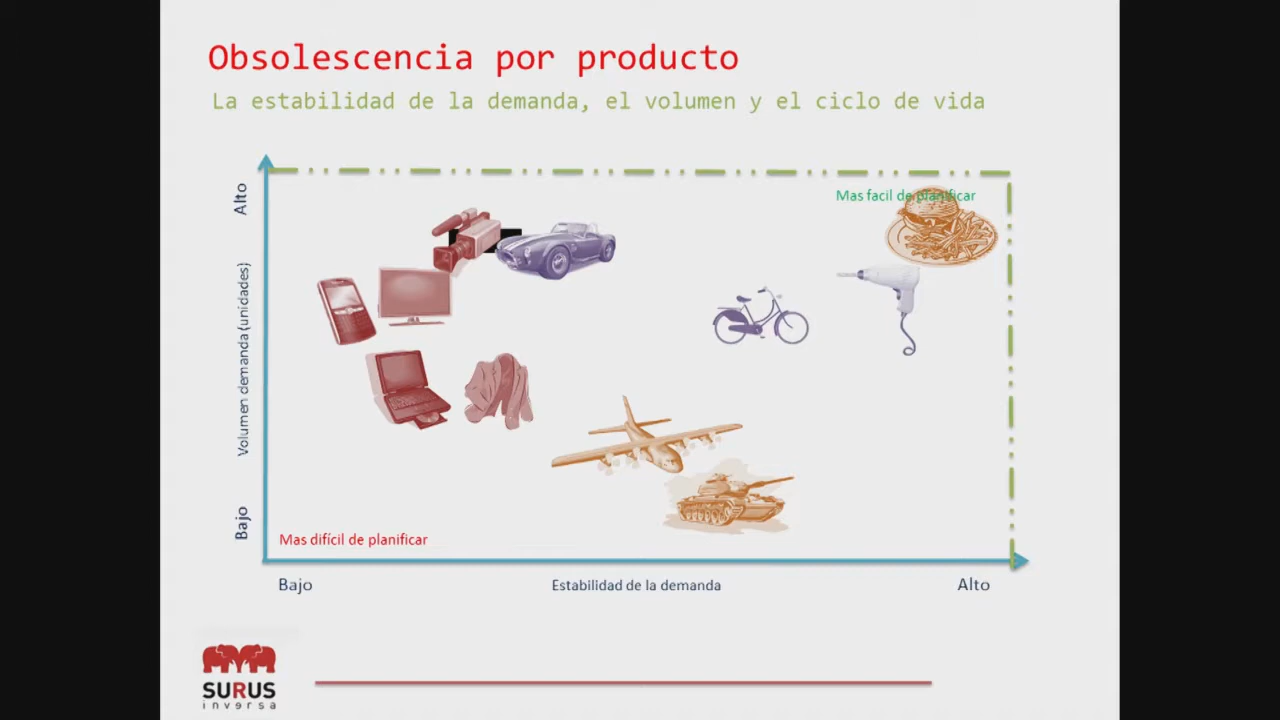 Obsolescencia por producto
La estabilidad de la demanda, el volumen y el ciclo de vida
Alto
Mas facil de planificar
Volumen demanda (unidades)
Bajo
Mas difícil de planificar
Bajo
Estabilidad de la demanda
Alto
SURUS
inversa